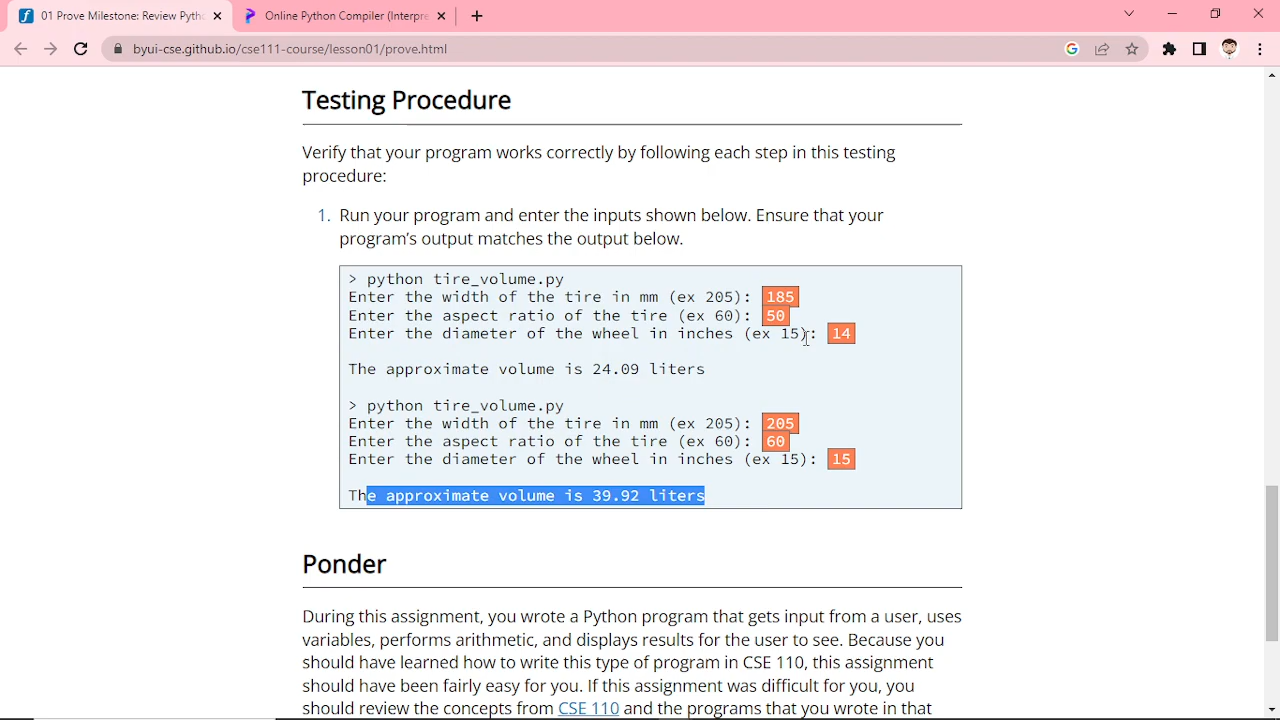 01 Prove Milestone: Review Pyth
Online Python Compiler (Interpre
byui-cse.github.io/cse111-course/lesson01/prove.html
Testing Procedure
Verify that your program works correctly by following each step in this testing
procedure:
1. Run your program and enter the inputs shown below. Ensure that your
program's output matches the output below.
> python tire_volume.py
Enter the width of the tire in mm (ex 205): 185
Enter the aspect ratio of the tire (ex 60): 50
Enter the diameter of the wheel in inches (ex 15): 14
The approximate volume is 24.09 liters
> python tire_volume.py
Enter the width of the tire in mm (ex 205): 205
Enter the aspect ratio of the tire (ex 60): 60
Enter the diameter of the wheel in inches (ex 15): 15
The approximate volume is 39.92 liters
Ponder
During this assignment, you wrote a Python program that gets input from a user, uses
variables, performs arithmetic, and displays results for the user to see. Because you
should have learned how to write this type of program in CSE 110, this assignment
should have been fairly easy for you. If this assignment was difficult for you, you
should review the concepts from CSE 110 and the programs that you wrote in that